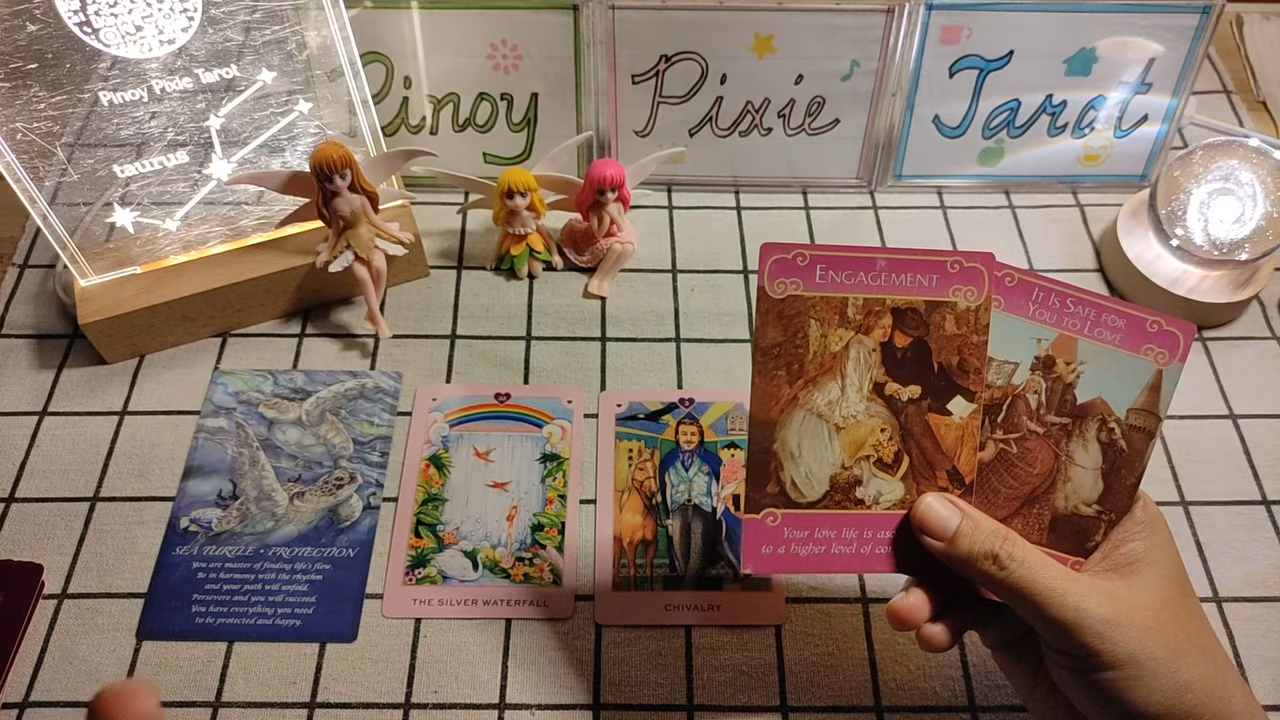 Pinoy Pixie Tarot
taurus
Pinoy
Pixie
Tarot
ENGAGEMENT
Your love life is
to a higher level of
IT IS SAFE FOR
YOU TO LOVE
SEA TURTLE • PROTECTION
You are master of finding life's flow.
Be in harmony with the rhythm
and your path will unfold.
Persevere and you will succeed.
You have everything you need
to be protected and happy.
THE SILVER WATERFALL
CHIVALRY